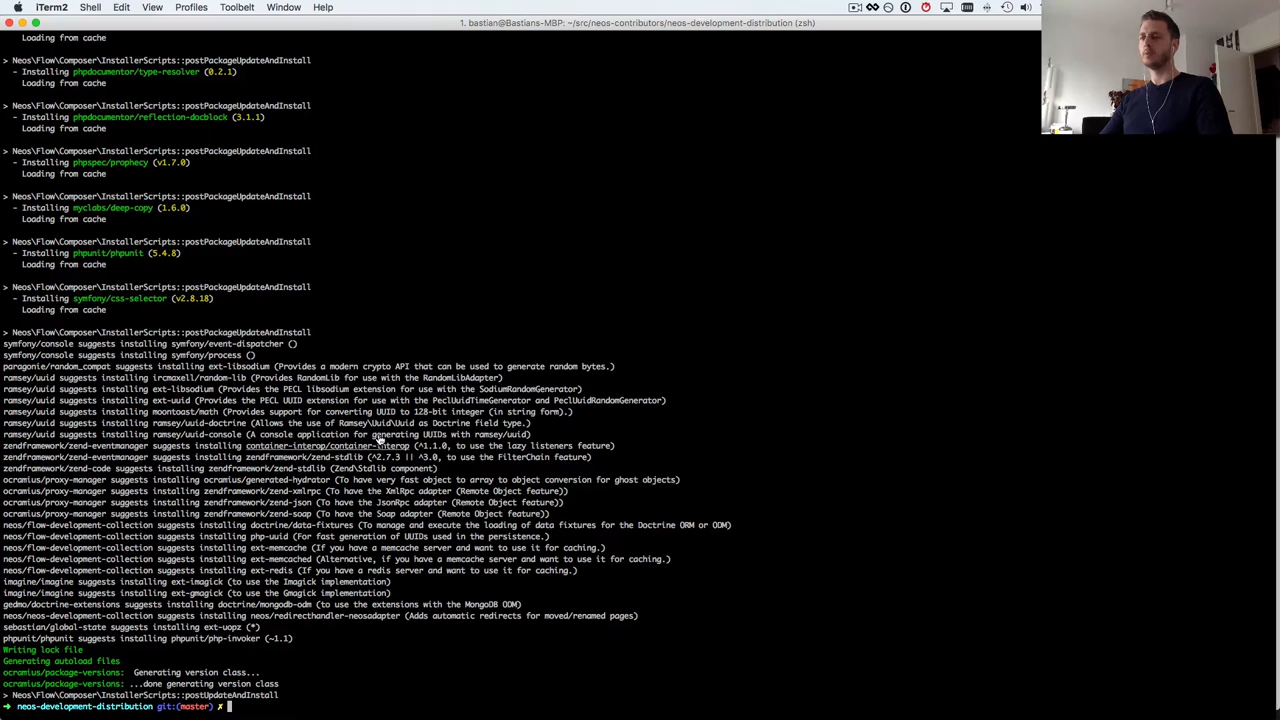 iTerm2 Shell Edit View Profiles Toolbelt Window Help
1. bastian@Bastians-MBP: ~/src/neos-contributors/neos-development-distribution (zsh)
Loading from cache
> Neos\Flow\Composer\InstallerScripts::postPackageUpdateAndInstall
- Installing phpdocumentor/type-resolver (0.2.1)
Loading from cache
> Neos\Flow\Composer\InstallerScripts::postPackageUpdateAndInstall
- Installing phpdocumentor/reflection-docblock (3.1.1)
Loading from cache
> Neos\Flow\Composer\InstallerScripts::postPackageUpdateAndInstall
- Installing phpspec/prophecy (v1.7.0)
Loading from cache
> Neos\Flow\Composer\InstallerScripts::postPackageUpdateAndInstall
- Installing myclabs/deep-copy (1.6.0)
Loading from cache
> Neos\Flow\Composer\InstallerScripts::postPackageUpdateAndInstall
- Installing phpunit/phpunit (5.4.8)
Loading from cache
> Neos\Flow\Composer\InstallerScripts::postPackageUpdateAndInstall
- Installing symfony/css-selector (v2.8.18)
Loading from cache
> Neos\Flow\Composer\InstallerScripts::postPackageUpdateAndInstall
symfony/console suggests installing symfony/event-dispatcher ()
symfony/console suggests installing symfony/process ()
paragonie/random_compat suggests installing ext-libsodium (Provides a modern crypto API that can be used to generate random bytes.)
ramsey/uuid suggests installing ircmaxell/random-lib (Provides RandomLib for use with the RandomLibAdapter)
ramsey/uuid suggests installing ext-libsodium (Provides the PECL libsodium extension for use with the SodiumRandomGenerator)
ramsey/uuid suggests installing ext-uuid (Provides the PECL UUID extension for use with the PeclUuidTimeGenerator and PeclUuidRandomGenerator)
ramsey/uuid suggests installing moontoast/math (Provides support for converting UUID to 128-bit integer (in string form).)
ramsey/uuid suggests installing ramsey/uuid-doctrine (Allows the use of Ramsey\Uuid\Uuid as Doctrine field type.)
ramsey/uuid suggests installing ramsey/uuid-console (A console application for generating UUIDs with ramsey/uuid)
zendframework/zend-eventmanager suggests installing container-interop/container-interop (^1.1.0, to use the lazy listeners feature)
zendframework/zend-eventmanager suggests installing zendframework/zend-stdlib (^2.7.3 || ^3.0, to use the FilterChain feature)
zendframework/zend-code suggests installing zendframework/zend-stdlib (Zend\Stdlib component)
ocramius/proxy-manager suggests installing ocramius/generated-hydrator (To have very fast object to array to object conversion for ghost objects)
ocramius/proxy-manager suggests installing zendframework/zend-xmlrpc (To have the XmlRpc adapter (Remote Object feature))
ocramius/proxy-manager suggests installing zendframework/zend-json (To have the JsonRpc adapter (Remote Object feature))
ocramius/proxy-manager suggests installing zendframework/zend-soap (To have the Soap adapter (Remote Object feature))
neos/flow-development-collection suggests installing doctrine/data-fixtures (To manage and execute the loading of data fixtures for the Doctrine ORM or ODM)
neos/flow-development-collection suggests installing php-uuid (For fast generation of UUIDs used in the persistence.)
neos/flow-development-collection suggests installing ext-memcache (If you have a memcache server and want to use it for caching.)
neos/flow-development-collection suggests installing ext-memcached (Alternative, if you have a memcache server and want to use it for caching.)
neos/flow-development-collection suggests installing ext-redis (If you have a redis server and want to use it for caching.)
imagine/imagine suggests installing ext-imagick (to use the Imagick implementation)
imagine/imagine suggests installing ext-gmagick (to use the Gmagick implementation)
gedmo/doctrine-extensions suggests installing doctrine/mongodb-odm (to use the extensions with the MongoDB ODM)
neos/neos-development-collection suggests installing neos/redirecthandler-neosadapter (Adds automatic redirects for moved/renamed pages)
sebastian/global-state suggests installing ext-uopz (*)
phpunit/phpunit suggests installing phpunit/php-invoker (~1.1)
Writing lock file
Generating autoload files
ocramius/package-versions: Generating version class...
ocramius/package-versions: ...done generating version class
> Neos\Flow\Composer\InstallerScripts::postUpdateAndInstall
➜ neos-development-distribution git:(master) ✗